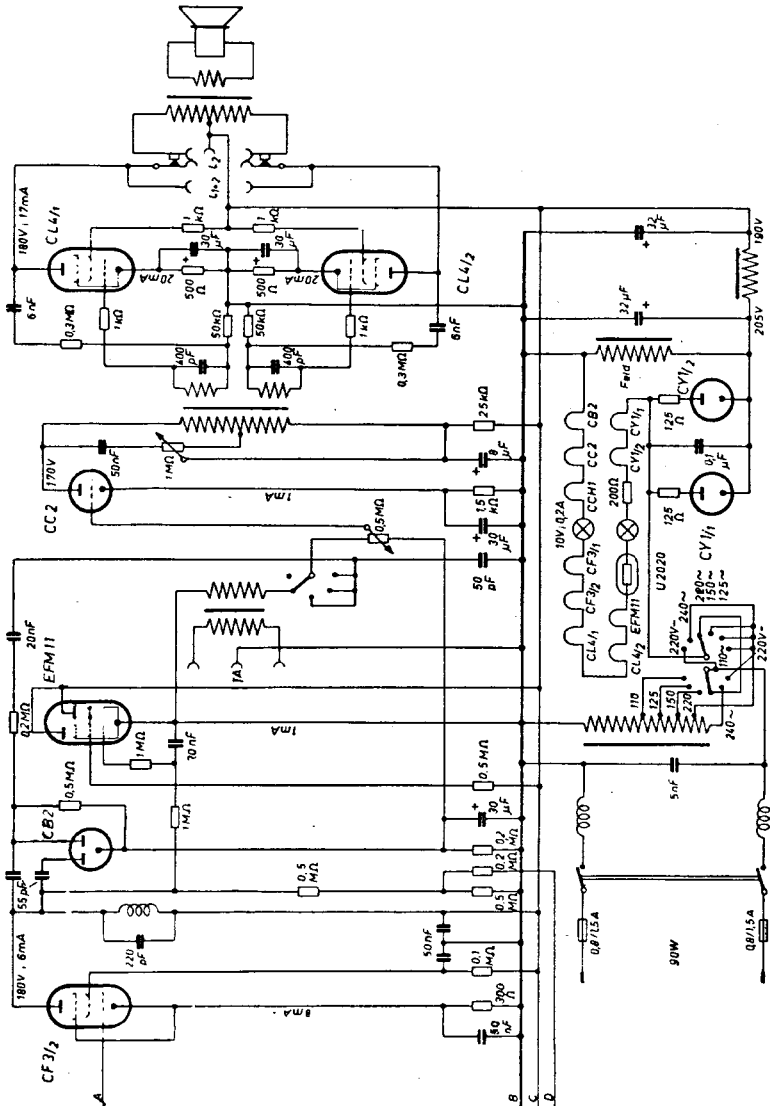 CL4/1
180V, 17mA
6nF
0,3MΩ
1kΩ
20mA
500 Ω
30 µF
1 kΩ
L1+2
L2
1 kΩ
30 µF
500 Ω
20mA
CL4/2
50kΩ
50kΩ
1kΩ
400 pF
400 pF
6nF
0,3MΩ
CC2
170V
50nF
1MΩ
1mA
25kΩ
8 µF
1,5 kΩ
30 µF
0,5MΩ
50 pF
EFM11
20nF
0,2MΩ
1MΩ
10nF
TA
1mA
0,5MΩ
30 µF
CB2
0,5MΩ
55pF
1MΩ
0,5 MΩ
0,2 MΩ
0,2 MΩ
0,5 MΩ
220 pF
180V, 6mA
CF3/2
50nF
0,1 MΩ
8mA
300 Ω
50 nF
A
B
C
D
32 µF
32µF
180V
205V
Feld
CB2
CC2
CCH1
10V; 0,2A
CF3/1
CF3/2
CL4/1
CY1/1
CY1/2
200Ω
U2020
EFM11
CL4/2
125 Ω
CY1/2
0,1 µF
125 Ω
CY1/1
220~
150~
125~
240~
220V-
110~
220V-
110
125
150
220
240~
5nF
0,8/1,5A
0,8/1,5A
90W